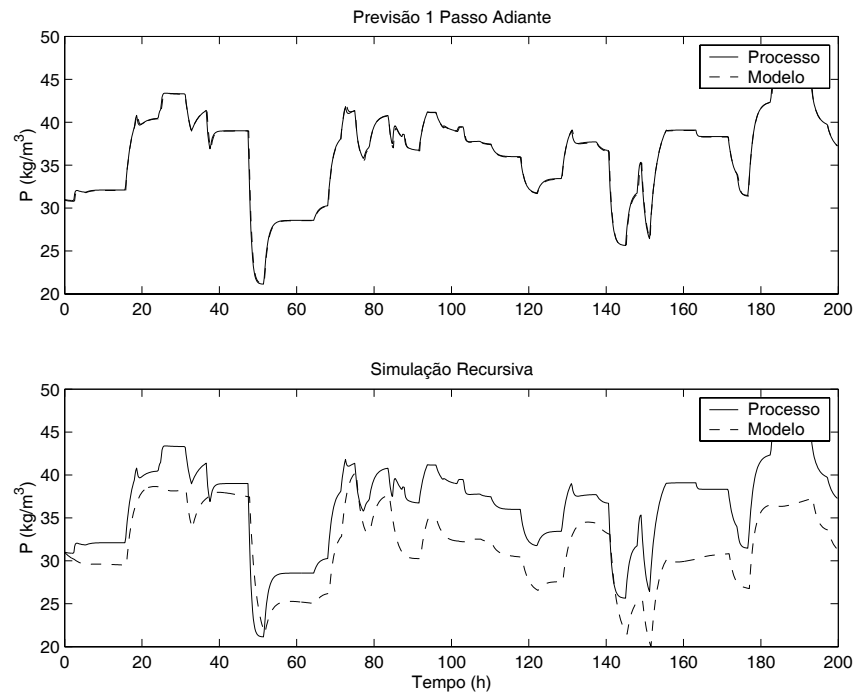 Previsão 1 Passo Adiante
50
45
40
35
30
25
20
P (kg/m³)
Processo
Modelo
0 20 40 60 80 100 120 140 160 180 200
Simulação Recursiva
50
45
40
35
30
25
20
P (kg/m³)
Processo
Modelo
0 20 40 60 80 100 120 140 160 180 200
Tempo (h)